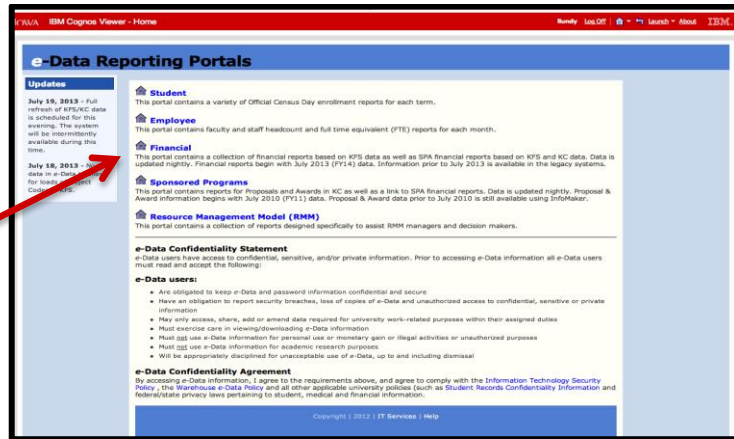 IBM Cognos Viewer - Home
Log Off | Launch About IBM
e-Data Reporting Portals
Updates
July 19, 2013 - Full
refresh of KFS/KC data
is scheduled for this
evening. The system
will be intermittently
available during this
time.
July 18, 2013 -
data in e-Data
for loads
KFS.
Student
This portal contains a variety of Official Census Day enrollment reports for each term.
Employee
This portal contains faculty and staff headcount and full time equivalent (FTE) reports for each month.
Financial
This portal contains a collection of financial reports based on KFS data as well as SPA financial reports based on KFS and KC data. Data is
updated nightly. Financial reports begin with July 2013 (FY14) data. Information prior to July 2013 is available in the legacy systems.
Sponsored Programs
This portal contains reports for Proposals and Awards in KC as well as a link to SPA financial reports. Data is updated nightly. Proposal &
Award information begins with July 2010 (FY11) data. Proposal & Award data prior to July 2010 is still available using InfoMaker.
Resource Management Model (RMM)
This portal contains a collection of reports designed specifically to assist RMM managers and decision makers.
e-Data Confidentiality Statement
e-Data users have access to confidential, sensitive, and/or private information. Prior to accessing e-Data information all e-Data users
must read and accept the following:
e-Data users:
• Are obligated to keep e-Data and password information confidential and secure
• Have an obligation to report security breaches, loss of copies of e-Data and unauthorized access to confidential, sensitive or private
information
• May only access, share, add or amend data required for university work-related purposes within their assigned duties
• Must exercise care in viewing/downloading e-Data information
• Must not use e-Data information for personal use or monetary gain or illegal activities or unauthorized purposes
• Must not use e-Data information for academic research purposes
• Will be appropriately disciplined for unacceptable use of e-Data, up to and including dismissal
e-Data Confidentiality Agreement
By accessing e-Data information, I agree to the requirements above, and agree to comply with the Information Technology Security
Policy , the Warehouse e-Data Policy and all other applicable university policies (such as Student Records Confidentiality Information and
federal/state privacy laws pertaining to student, medical and financial information.
Copyright | 2012 | IT Services | Help